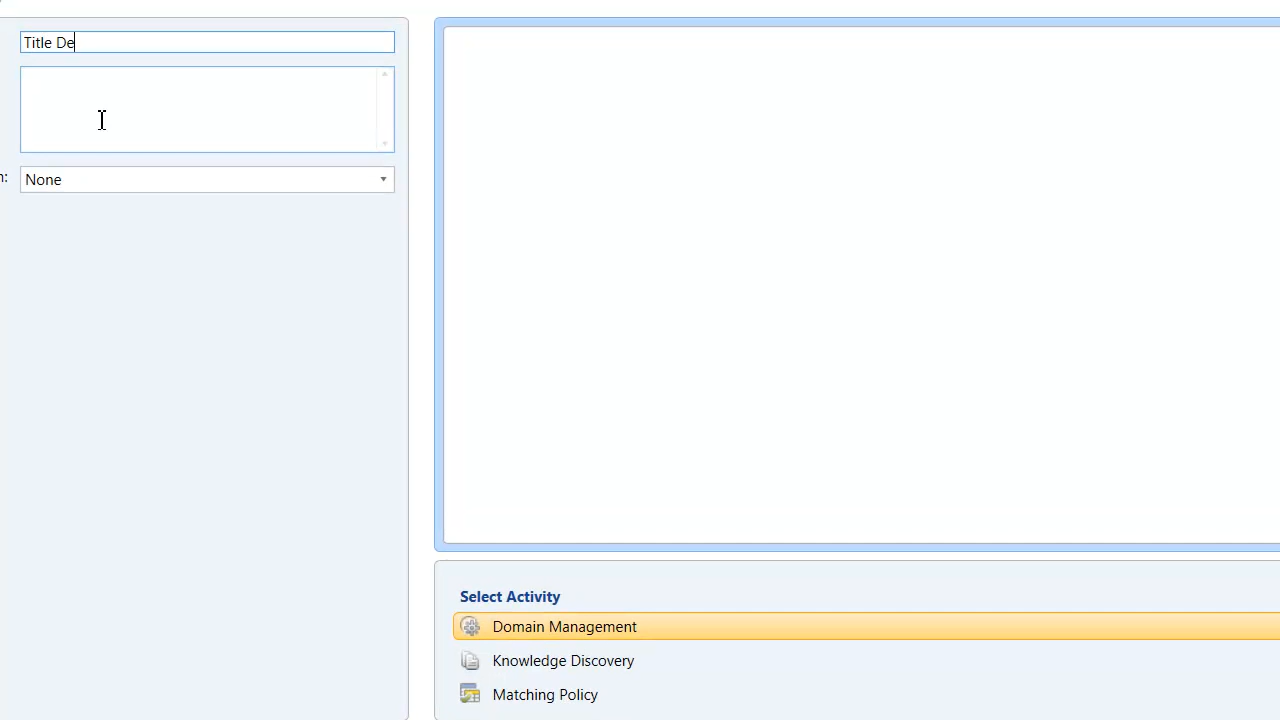 Title De
n:
None
Select Activity
Domain Management
Knowledge Discovery
Matching Policy